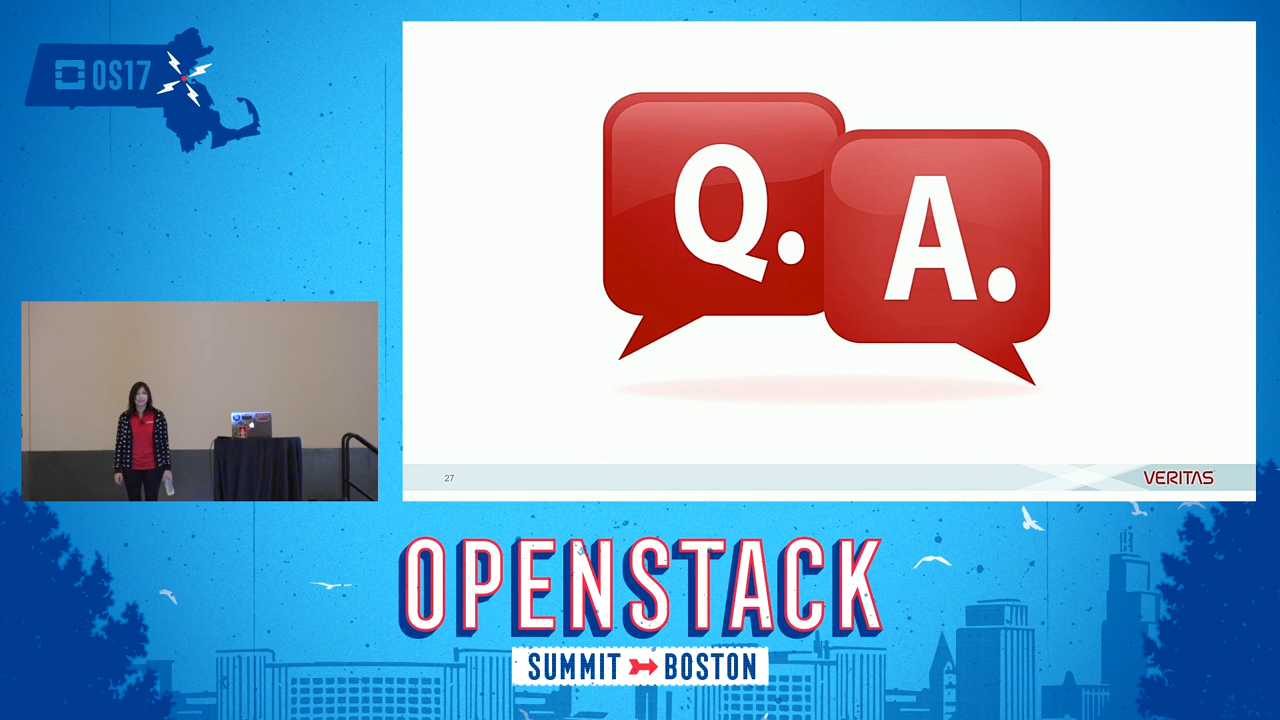 OS17
Q.
A.
27
VERITAS
OPENSTACK
SUMMIT BOSTON